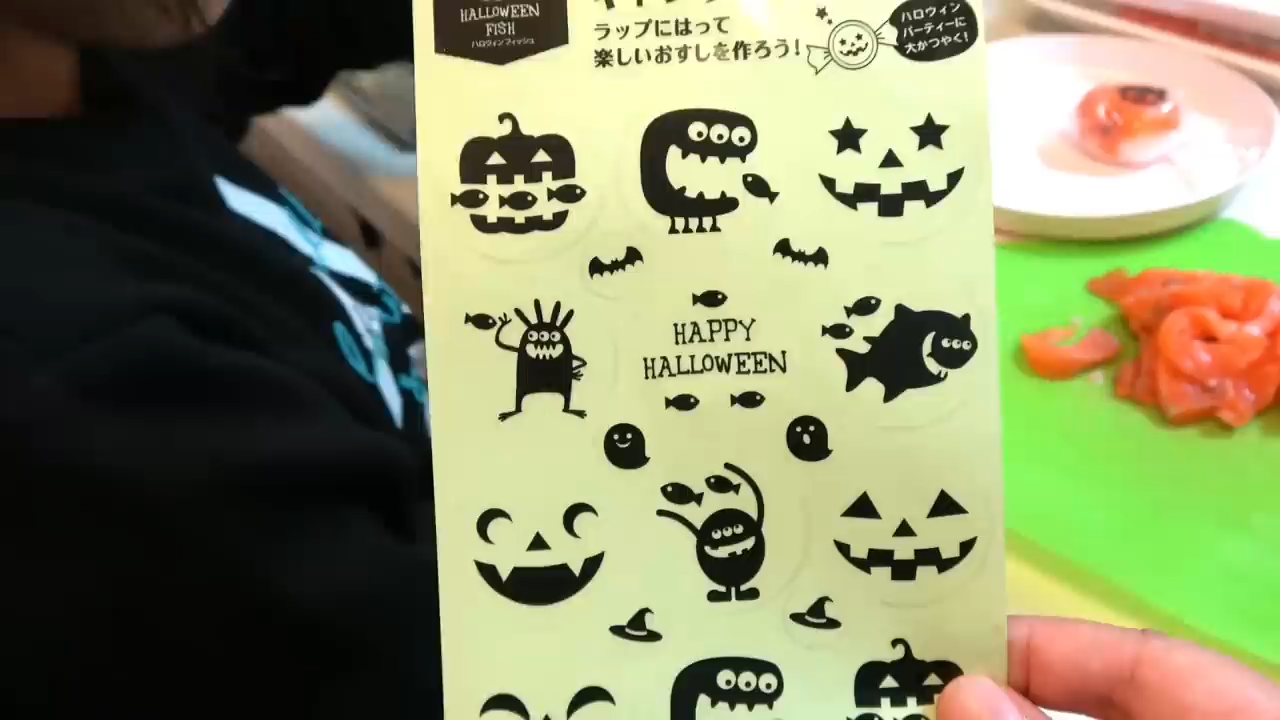 HALLOWEEN
FISH
ハロウィンフィッシュ
ラップにはって
楽しいおすしを作ろう!
ハロウィン
パーティーに
大かつやく!
HAPPY
HALLOWEEN